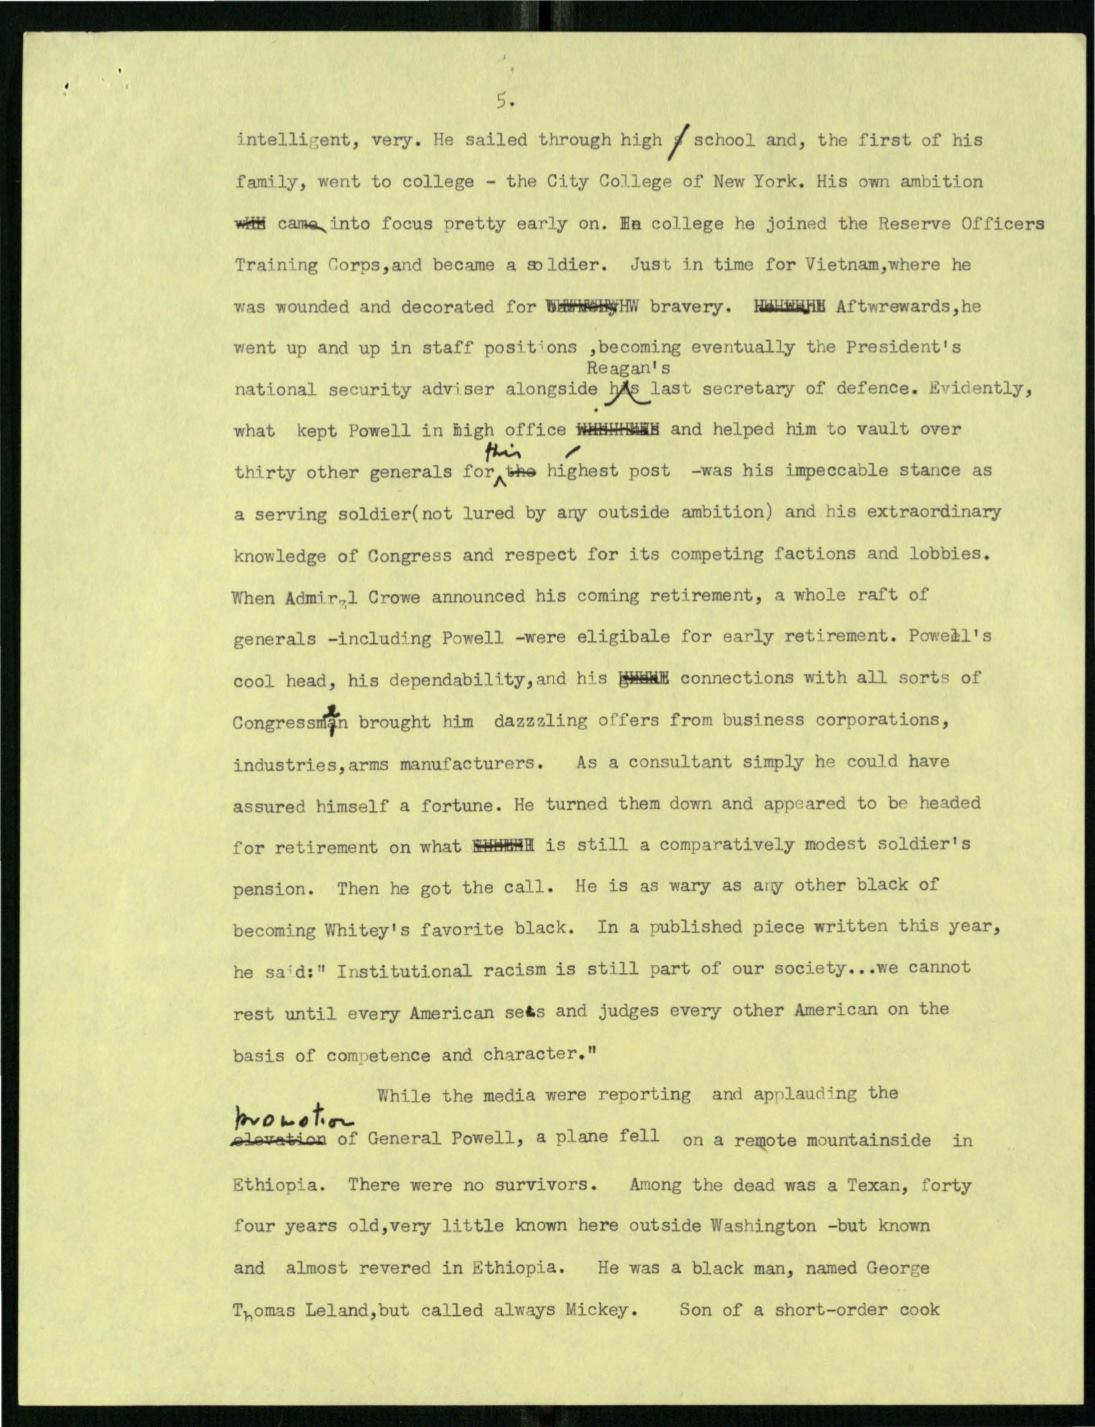 5.
intelligent, very. He sailed through high school and, the first of his
family, went to college - the City College of New York. His own ambition
came into focus pretty early on. In college he joined the Reserve Officers
Training Corps,and became a soldier. Just in time for Vietnam,where he
was wounded and decorated for bravery. Aftwrewards,he
went up and up in staff positions ,becoming eventually the President's
Reagan's
national security adviser alongside his last secretary of defence. Evidently,
what kept Powell in high office and helped him to vault over
this
thirty other generals for the highest post -was his impeccable stance as
a serving soldier(not lured by any outside ambition) and his extraordinary
knowledge of Congress and respect for its competing factions and lobbies.
When Admiral Crowe announced his coming retirement, a whole raft of
generals -including Powell -were eligibale for early retirement. Powell's
cool head, his dependability,and his connections with all sorts of
Congressmen brought him dazzzling offers from business corporations,
industries,arms manufacturers. As a consultant simply he could have
assured himself a fortune. He turned them down and appeared to be headed
for retirement on what is still a comparatively modest soldier's
pension. Then he got the call. He is as wary as any other black of
becoming Whitey's favorite black. In a published piece written this year,
he said:" Institutional racism is still part of our society...we cannot
rest until every American sees and judges every other American on the
basis of competence and character."
While the media were reporting and applauding the
promotion
elevation of General Powell, a plane fell on a remote mountainside in
Ethiopia. There were no survivors. Among the dead was a Texan, forty
four years old,very little known here outside Washington -but known
and almost revered in Ethiopia. He was a black man, named George
Thomas Leland,but called always Mickey. Son of a short-order cook